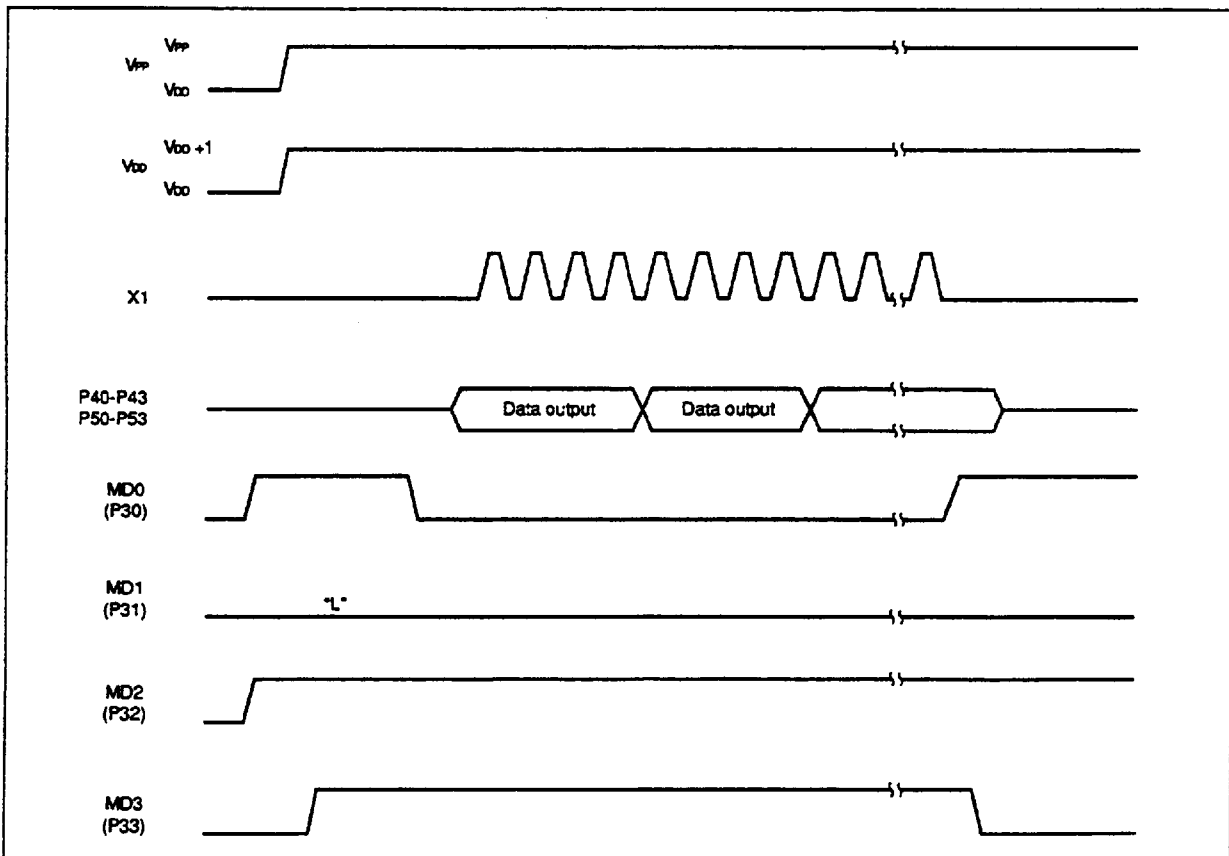 VPP
VPP
VDD
VDD +1
VDD
VDD
X1
P40-P43
P50-P53
Data output
Data output
MD0
(P30)
MD1
(P31)
"L"
MD2
(P32)
MD3
(P33)